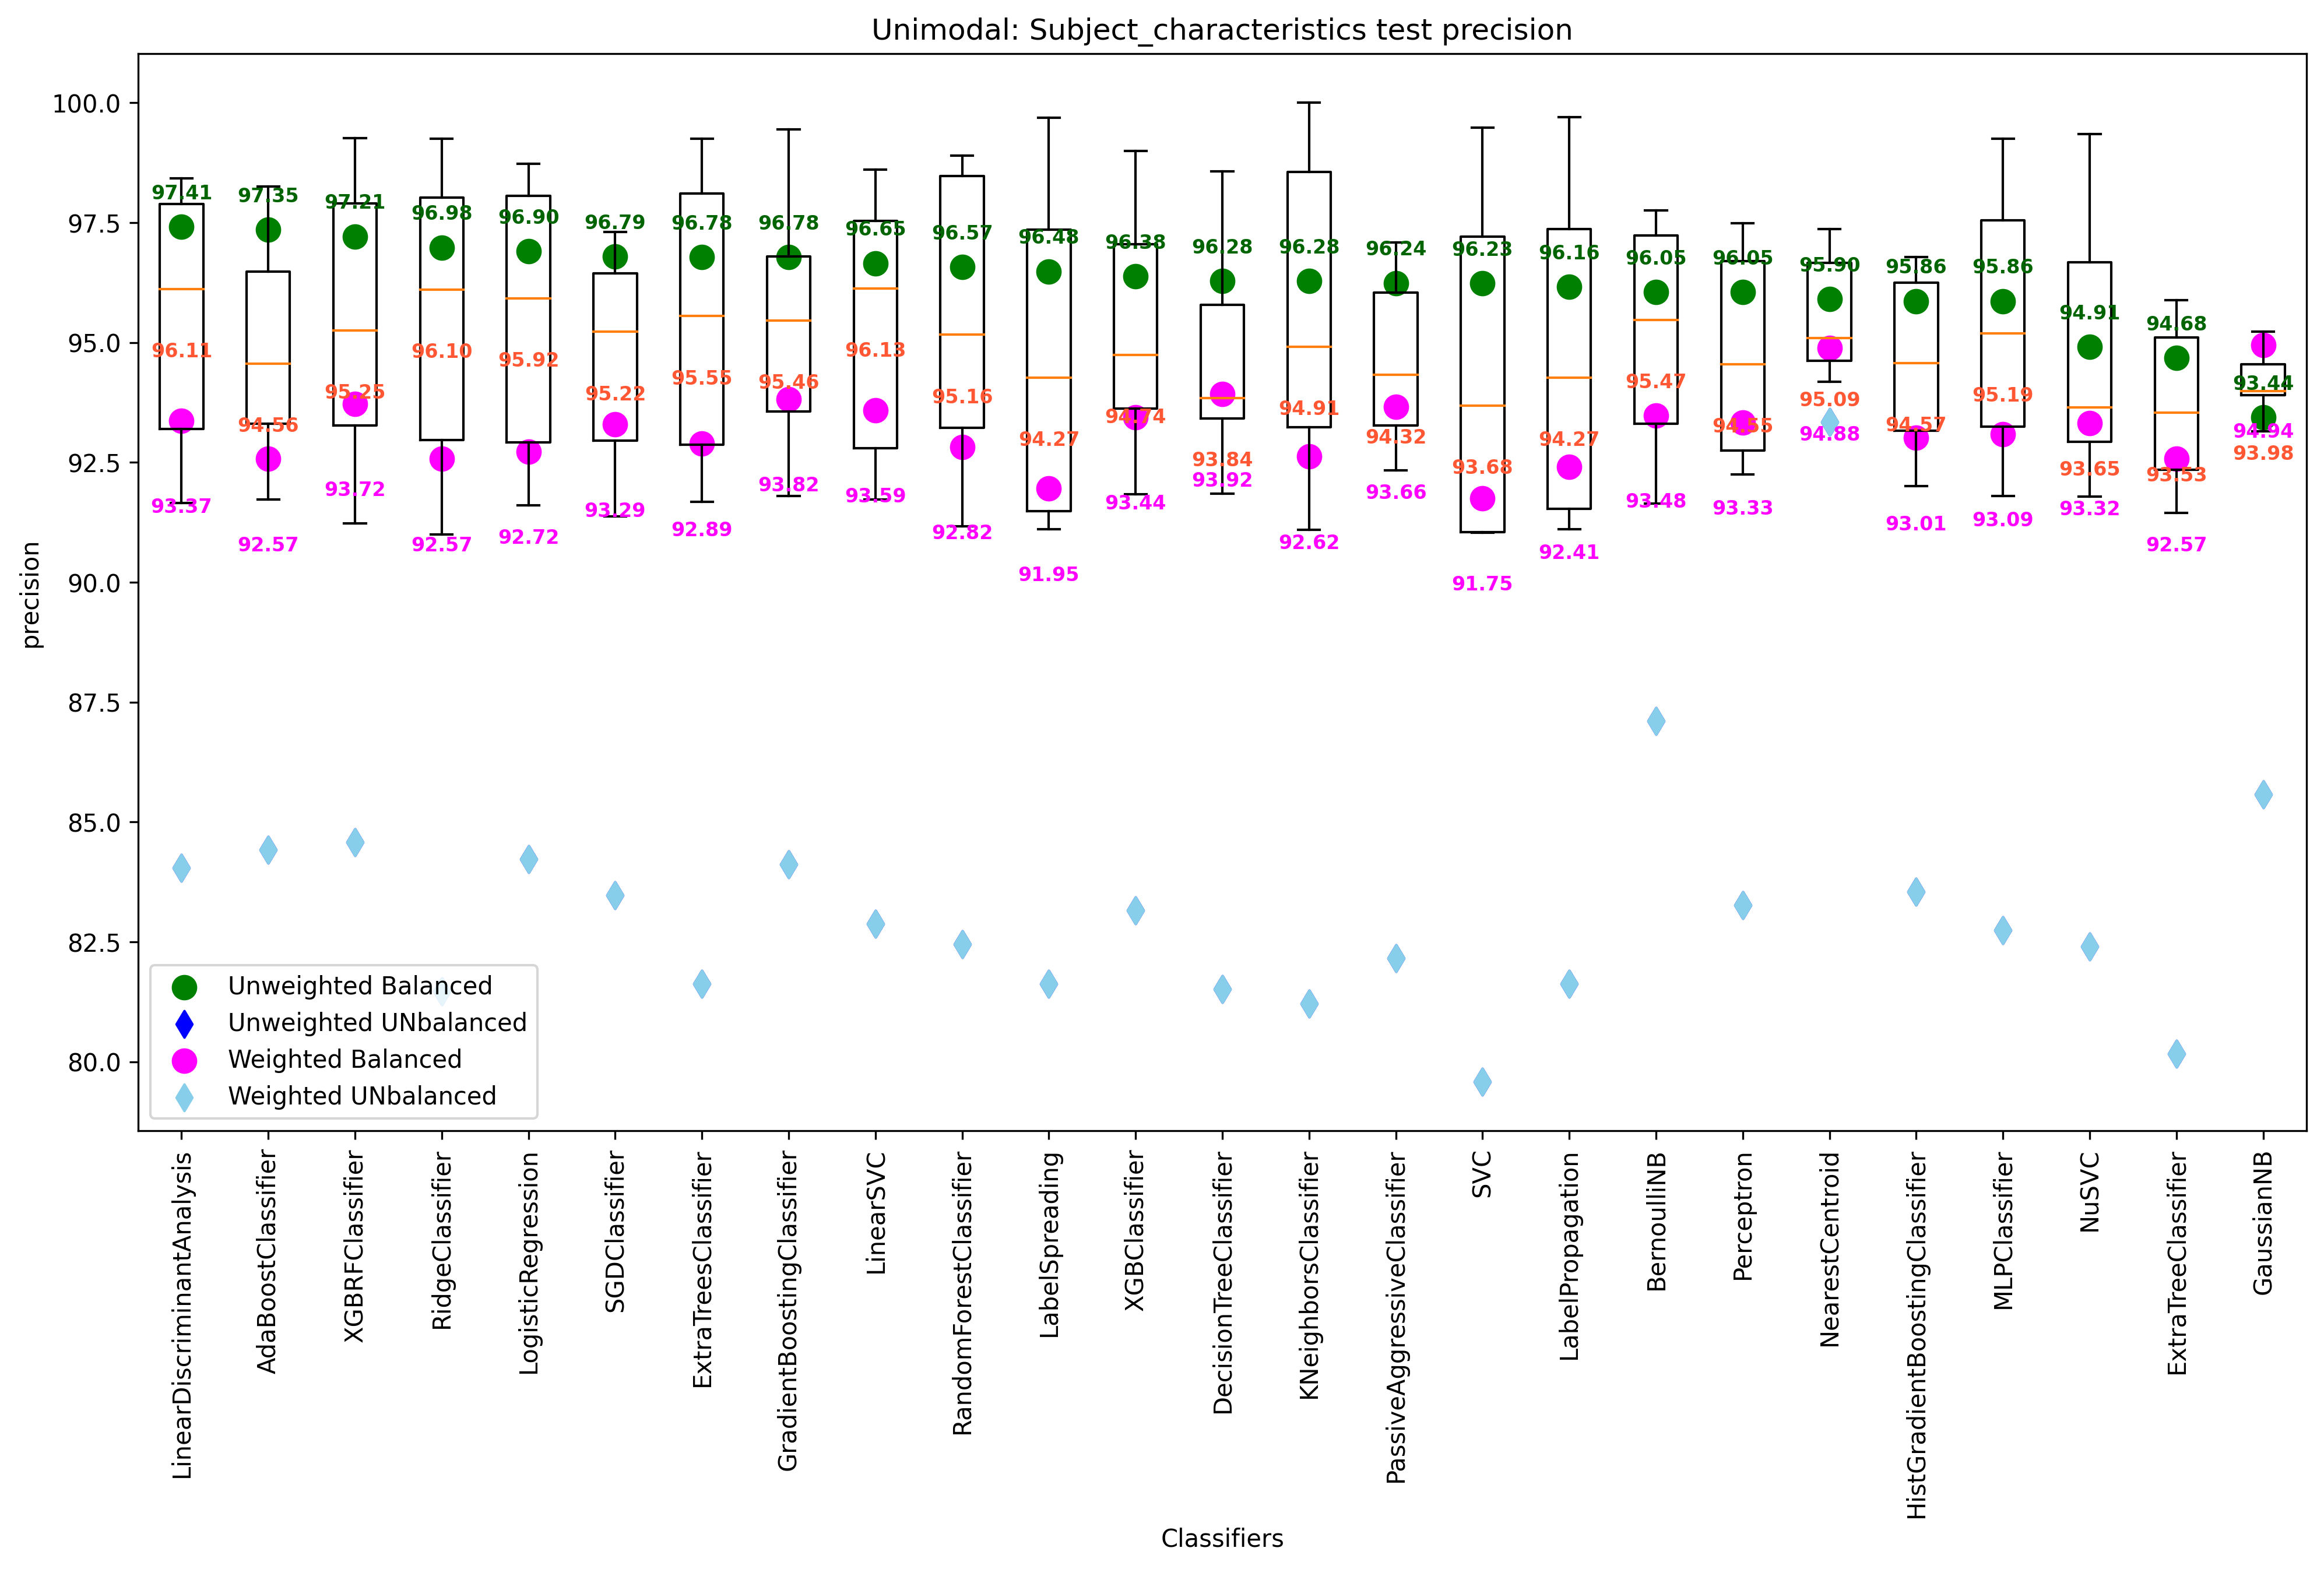 Unimodal: Subject_characteristics test precision
precision
100.0
97.5
95.0
92.5
90.0
87.5
85.0
82.5
80.0
97.41 97.35 97.21 96.98 96.90 96.79 96.78 96.78 96.65 96.57 96.48 96.38 96.28 96.28 96.24 96.23 96.16 96.05 96.05 95.90 95.86 95.86 94.91 94.68 93.44
96.11 94.56 95.25 96.10 95.92 95.22 95.55 95.46 96.13 95.16 94.27 94.74 93.84 94.91 94.32 93.68 94.27 95.47 94.55 95.09 94.57 95.19 93.65 93.53 93.98
93.37 92.57 93.72 92.57 92.72 93.29 92.89 93.82 93.59 92.82 91.95 93.44 93.92 92.62 93.66 91.75 92.41 93.48 93.33 94.88 93.01 93.09 93.32 92.57 94.94
Unweighted Balanced
Unweighted UNbalanced
Weighted Balanced
Weighted UNbalanced
LinearDiscriminantAnalysis
AdaBoostClassifier
XGBRFClassifier
RidgeClassifier
LogisticRegression
SGDClassifier
ExtraTreesClassifier
GradientBoostingClassifier
LinearSVC
RandomForestClassifier
LabelSpreading
XGBClassifier
DecisionTreeClassifier
KNeighborsClassifier
PassiveAggressiveClassifier
SVC
LabelPropagation
BernoulliNB
Perceptron
NearestCentroid
HistGradientBoostingClassifier
MLPClassifier
NuSVC
ExtraTreeClassifier
GaussianNB
Classifiers